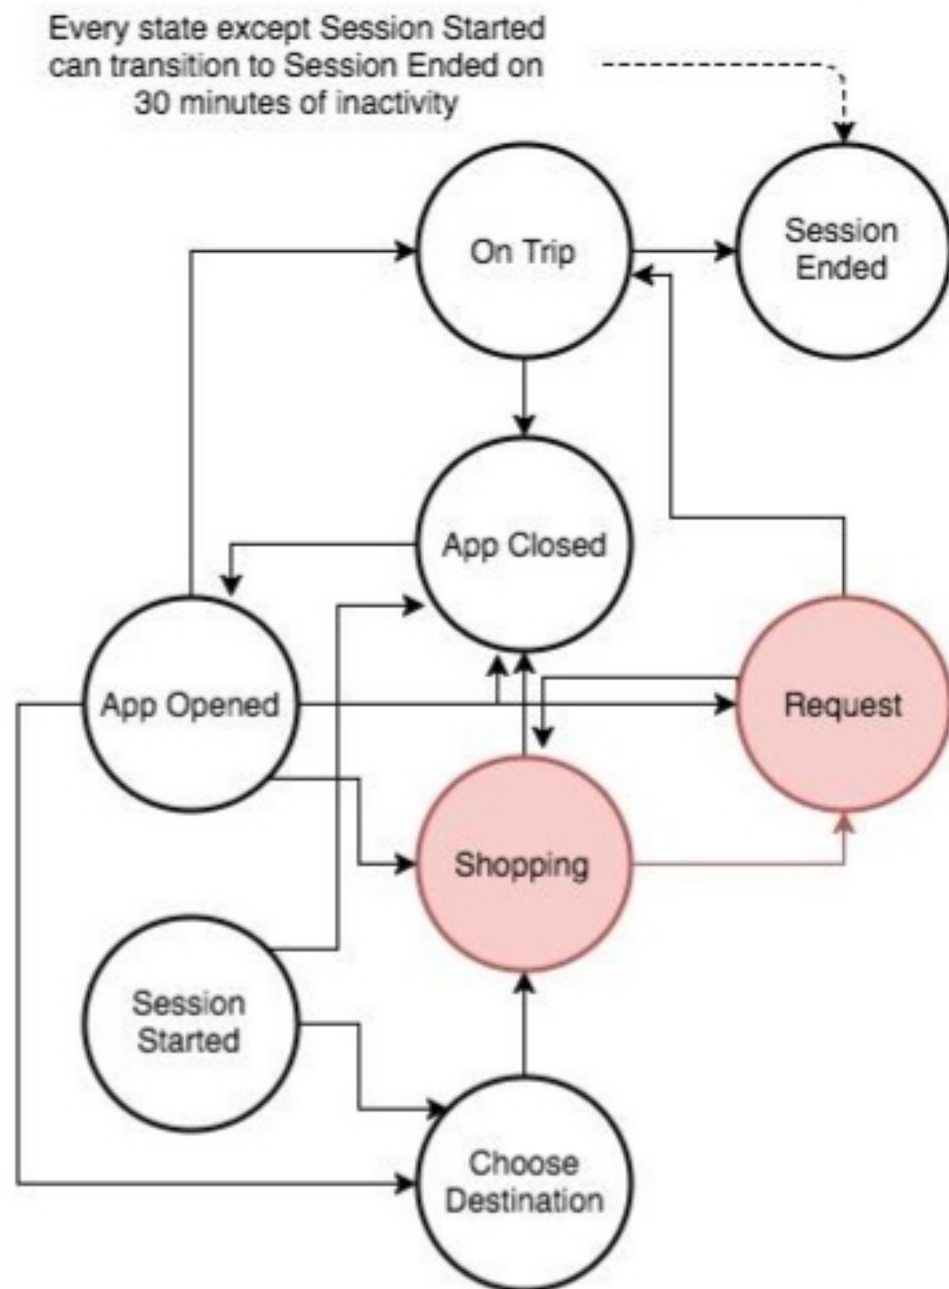 Every state except Session Started
can transition to Session Ended on
30 minutes of inactivity
On Trip
Session
Ended
App Closed
App Opened
Request
Shopping
Session
Started
Choose
Destination